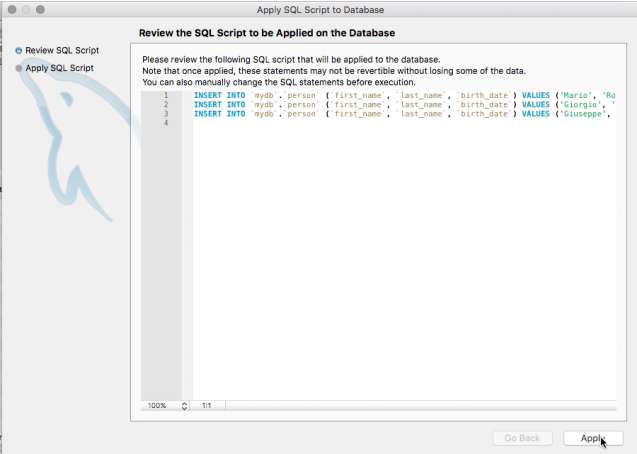 Apply SQL Script to Database
Review the SQL Script to be Applied on the Database
Review SQL Script
Apply SQL Script
Please review the following SQL script that will be applied to the database.
Note that once applied, these statements may not be revertible without losing some of the data.
You can also manually change the SQL statements before execution.
1 INSERT INTO `mydb`.`person` (`first_name`, `last_name`, `birth_date`) VALUES ('Mario', 'Ro
2 INSERT INTO `mydb`.`person` (`first_name`, `last_name`, `birth_date`) VALUES ('Giorgio', '
3 INSERT INTO `mydb`.`person` (`first_name`, `last_name`, `birth_date`) VALUES ('Giuseppe',
4
100% 1:1
Go Back Apply